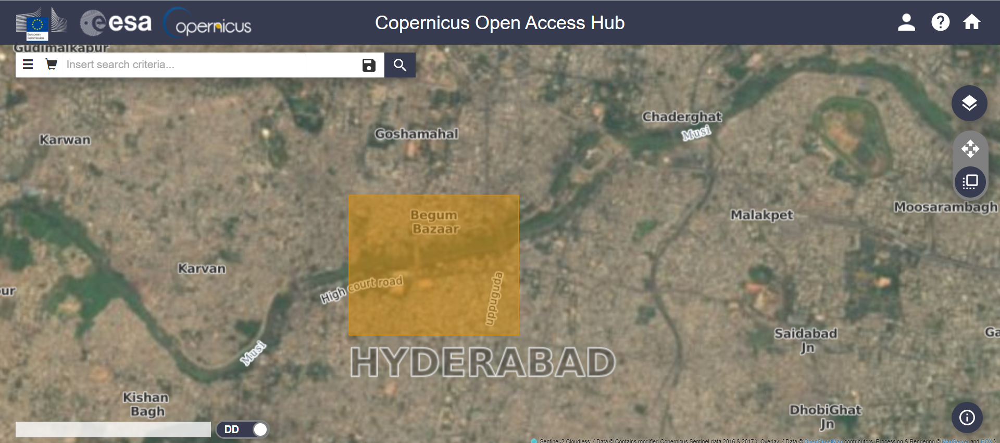 European
Commission
esa
opernicus
Copernicus Open Access Hub
Gudimalkapur
Insert search criteria...
Chaderghat
Musi
Goshamahal
Karwan
Moosarambagh
Malakpet
Begum
Bazaar
Karvan
High court road
uppuguda
ur
Saidabad
Jn
Ga
Musi
HYDERABAD
Kishan
Bagh
DhobiGhat
Jn
DD
Sentinel-2 Cloudless: { Data © Contains modified Copernicus Sentinel data 2016 & 2017 }; Overlay: { Data © OpenStreetMap contributors, Processing & Rendering © MapServer and EOX }